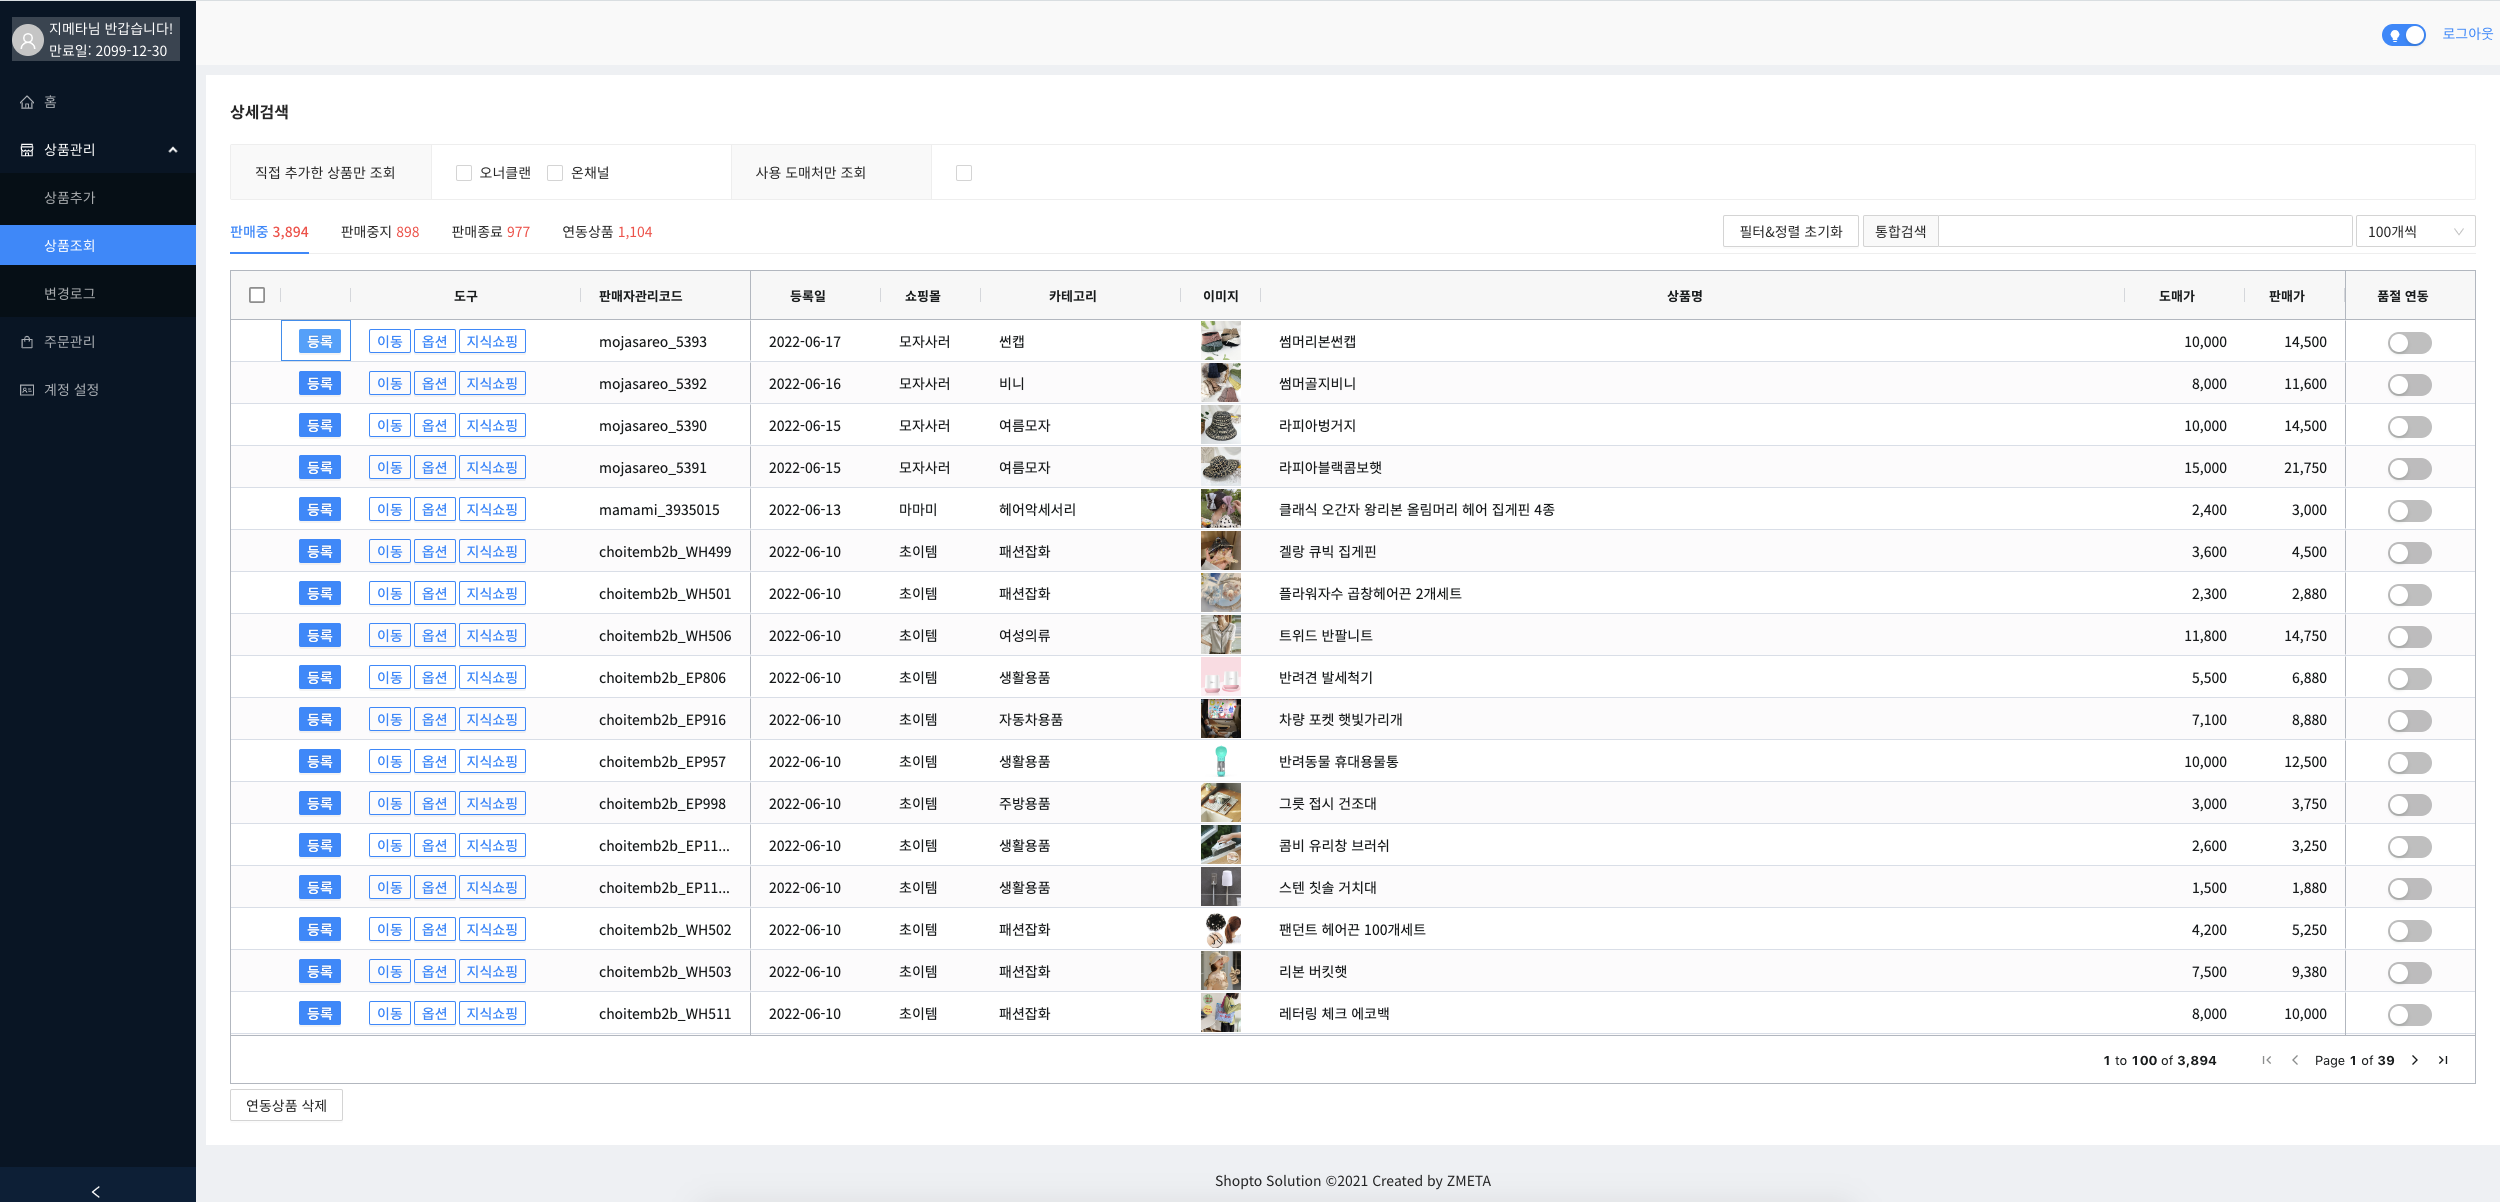 지메타님 반갑습니다!
만료일: 2099-12-30
로그아웃
홈
상품관리
상품추가
상품조회
변경로그
주문관리
계정 설정
상세검색
직접 추가한 상품만 조회 오너클랜 온채널 사용 도매처만 조회
판매중 3,894 판매중지 898 판매종료 977 연동상품 1,104 필터&정렬 초기화 통합검색 100개씩
도구 판매자관리코드 등록일 쇼핑몰 카테고리 이미지 상품명 도매가 판매가 품절 연동
등록 이동 옵션 지식쇼핑 mojasareo_5393 2022-06-17 모자사러 썬캡 썸머리본썬캡 10,000 14,500
등록 이동 옵션 지식쇼핑 mojasareo_5392 2022-06-16 모자사러 비니 썸머골지비니 8,000 11,600
등록 이동 옵션 지식쇼핑 mojasareo_5390 2022-06-15 모자사러 여름모자 라피아벙거지 10,000 14,500
등록 이동 옵션 지식쇼핑 mojasareo_5391 2022-06-15 모자사러 여름모자 라피아블랙콤보햇 15,000 21,750
등록 이동 옵션 지식쇼핑 mamami_3935015 2022-06-13 마마미 헤어악세서리 클래식 오간자 왕리본 올림머리 헤어 집게핀 4종 2,400 3,000
등록 이동 옵션 지식쇼핑 choitemb2b_WH499 2022-06-10 초이템 패션잡화 겔랑 큐빅 집게핀 3,600 4,500
등록 이동 옵션 지식쇼핑 choitemb2b_WH501 2022-06-10 초이템 패션잡화 플라워자수 곱창헤어끈 2개세트 2,300 2,880
등록 이동 옵션 지식쇼핑 choitemb2b_WH506 2022-06-10 초이템 여성의류 트위드 반팔니트 11,800 14,750
등록 이동 옵션 지식쇼핑 choitemb2b_EP806 2022-06-10 초이템 생활용품 반려견 발세척기 5,500 6,880
등록 이동 옵션 지식쇼핑 choitemb2b_EP916 2022-06-10 초이템 자동차용품 차량 포켓 햇빛가리개 7,100 8,880
등록 이동 옵션 지식쇼핑 choitemb2b_EP957 2022-06-10 초이템 생활용품 반려동물 휴대용물통 10,000 12,500
등록 이동 옵션 지식쇼핑 choitemb2b_EP998 2022-06-10 초이템 주방용품 그릇 접시 건조대 3,000 3,750
등록 이동 옵션 지식쇼핑 choitemb2b_EP11... 2022-06-10 초이템 생활용품 콤비 유리창 브러쉬 2,600 3,250
등록 이동 옵션 지식쇼핑 choitemb2b_EP11... 2022-06-10 초이템 생활용품 스텐 칫솔 거치대 1,500 1,880
등록 이동 옵션 지식쇼핑 choitemb2b_WH502 2022-06-10 초이템 패션잡화 팬던트 헤어끈 100개세트 4,200 5,250
등록 이동 옵션 지식쇼핑 choitemb2b_WH503 2022-06-10 초이템 패션잡화 리본 버킷햇 7,500 9,380
등록 이동 옵션 지식쇼핑 choitemb2b_WH511 2022-06-10 초이템 패션잡화 레터링 체크 에코백 8,000 10,000
1 to 100 of 3,894 Page 1 of 39
연동상품 삭제
Shopto Solution ©2021 Created by ZMETA